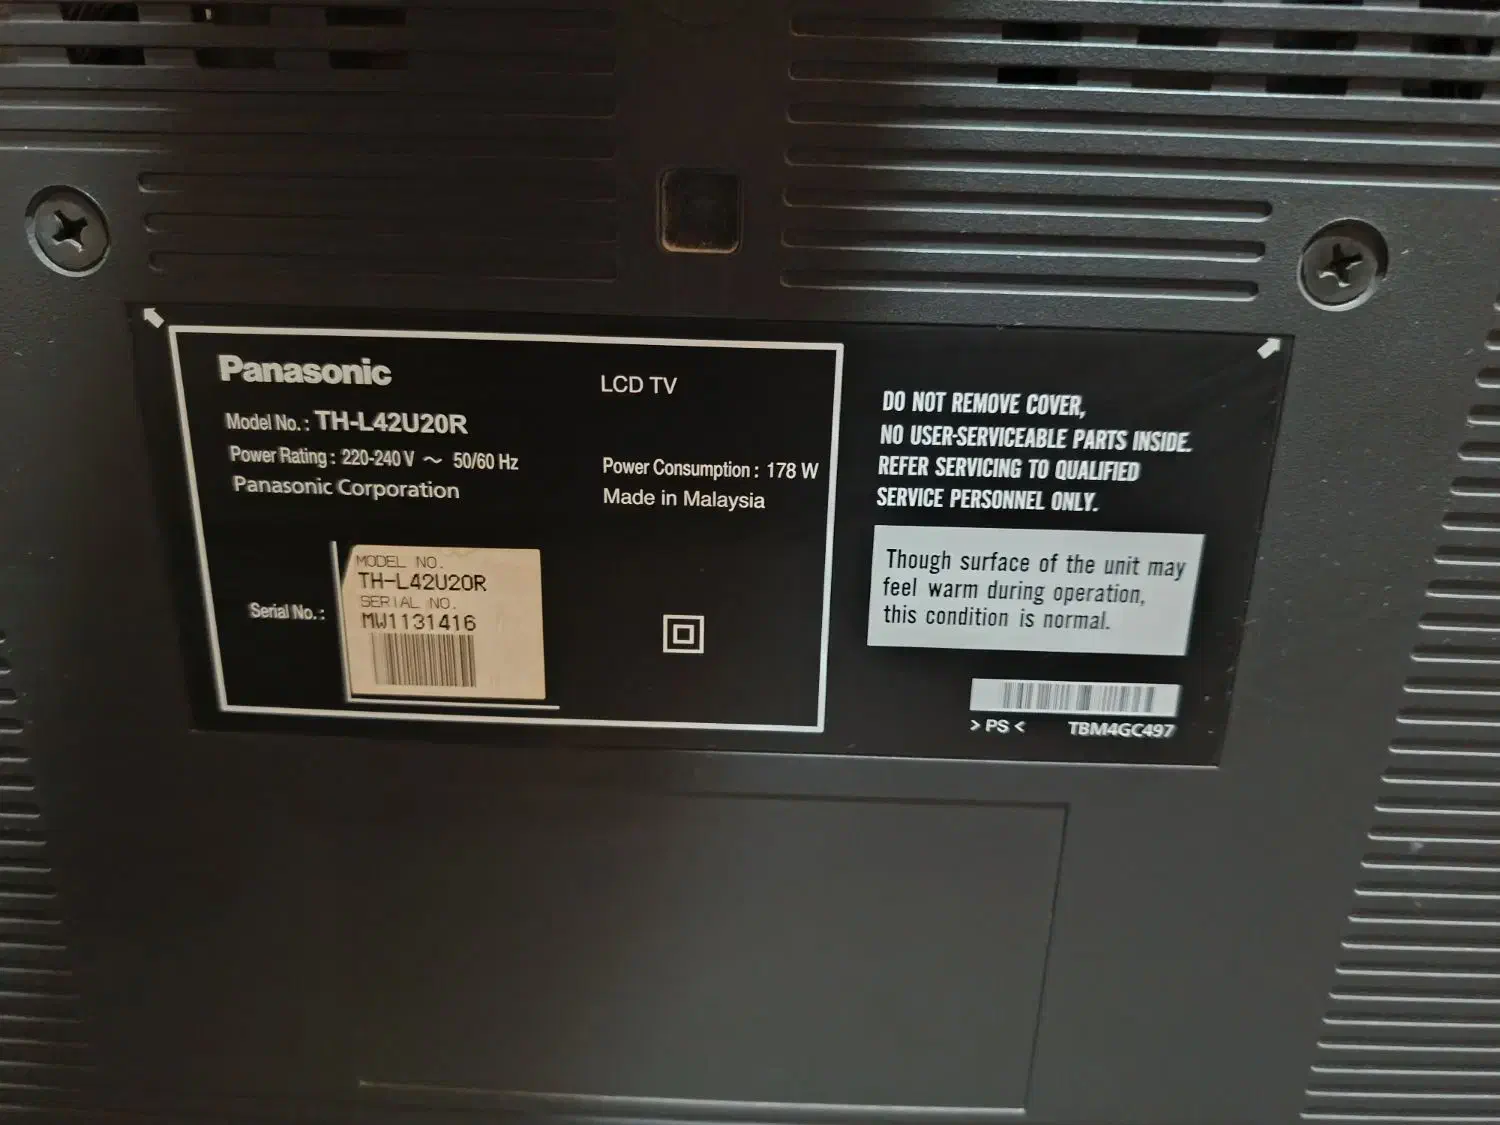 Panasonic
LCD TV
Model No.: TH-L42U20R
Power Rating: 220-240 V ~ 50/60 Hz
Power Consumption: 178 W
Panasonic Corporation
Made in Malaysia
Serial No.:
MODEL NO.
TH-L42U20R
SERIAL NO.
MW1131416
DO NOT REMOVE COVER,
NO USER-SERVICEABLE PARTS INSIDE.
REFER SERVICING TO QUALIFIED
SERVICE PERSONNEL ONLY.
Though surface of the unit may
feel warm during operation,
this condition is normal.
> PS < TBM4GC497